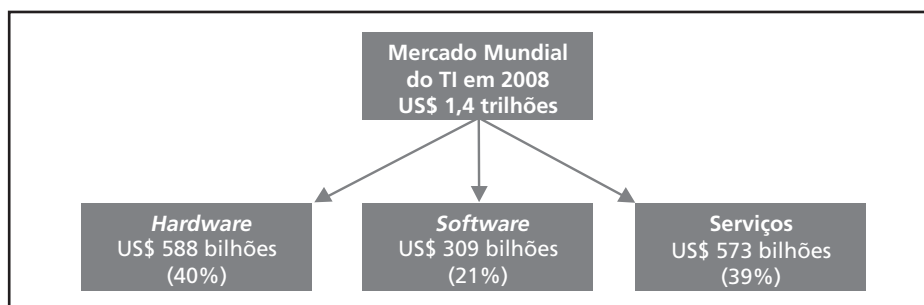 Mercado Mundial
do TI em 2008
US$ 1,4 trilhões
Hardware
US$ 588 bilhões
(40%)
Software
US$ 309 bilhões
(21%)
Serviços
US$ 573 bilhões
(39%)